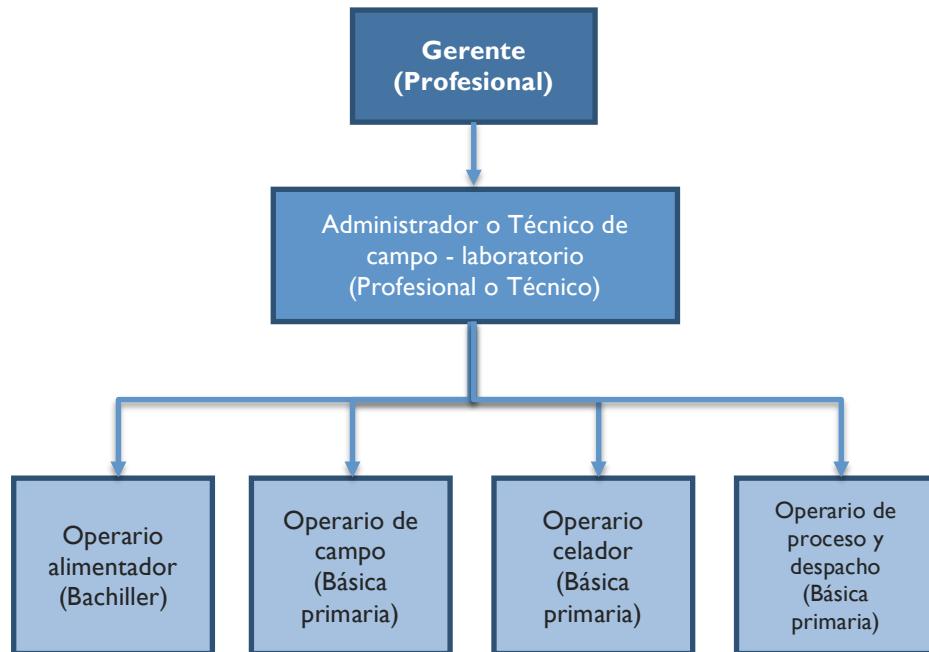 Gerente
(Profesional)
Administrador o Técnico de
campo - laboratorio
(Profesional o Técnico)
Operario
alimentador
(Bachiller)
Operario de
campo
(Básica
primaria)
Operario
celador
(Básica
primaria)
Operario de
proceso y
despacho
(Básica
primaria)